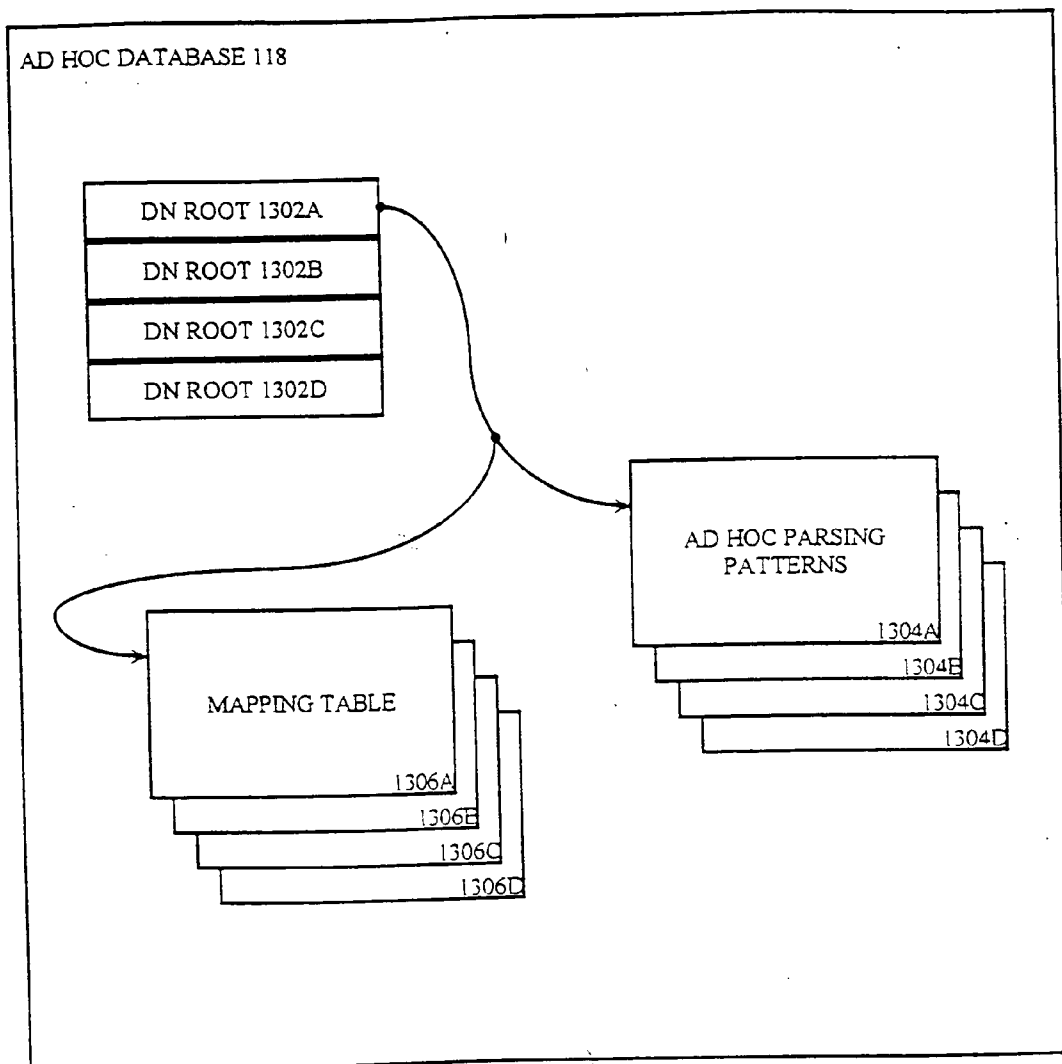 AD HOC DATABASE 118
DN ROOT 1302A
DN ROOT 1302B
DN ROOT 1302C
DN ROOT 1302D
AD HOC PARSING
PATTERNS
1304A
1304B
1304C
1304D
MAPPING TABLE
1306A
1306B
1306C
1306D